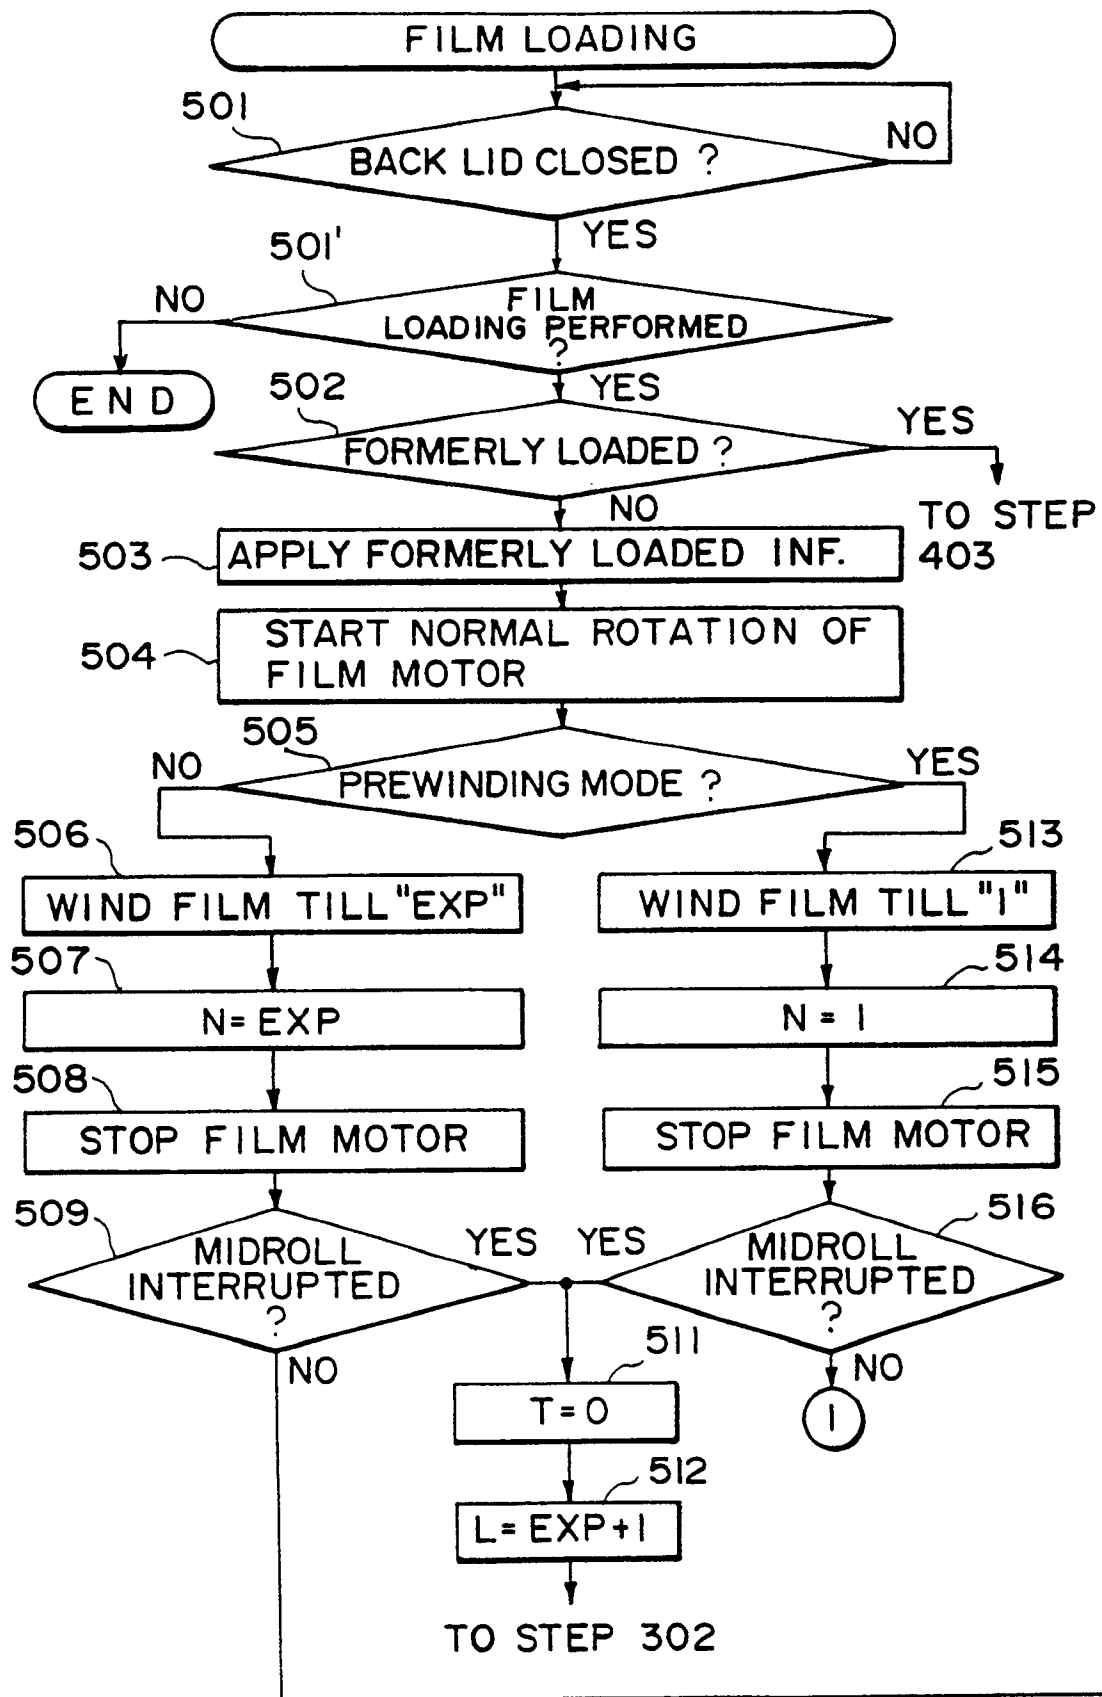 FILM LOADING
501
BACK LID CLOSED ?
NO
YES
501'
NO
FILM
LOADING PERFORMED
?
END
YES
502
FORMERLY LOADED ?
YES
NO
TO STEP
403
503
APPLY FORMERLY LOADED INF.
504
START NORMAL ROTATION OF
FILM MOTOR
505
NO
PREWINDING MODE ?
YES
506
WIND FILM TILL "EXP"
513
WIND FILM TILL "1"
507
N=EXP
514
N = 1
508
STOP FILM MOTOR
515
STOP FILM MOTOR
509
MIDROLL
INTERRUPTED
?
YES
YES
516
MIDROLL
INTERRUPTED
?
NO
511
T=0
NO
1
512
L=EXP+1
TO STEP 302